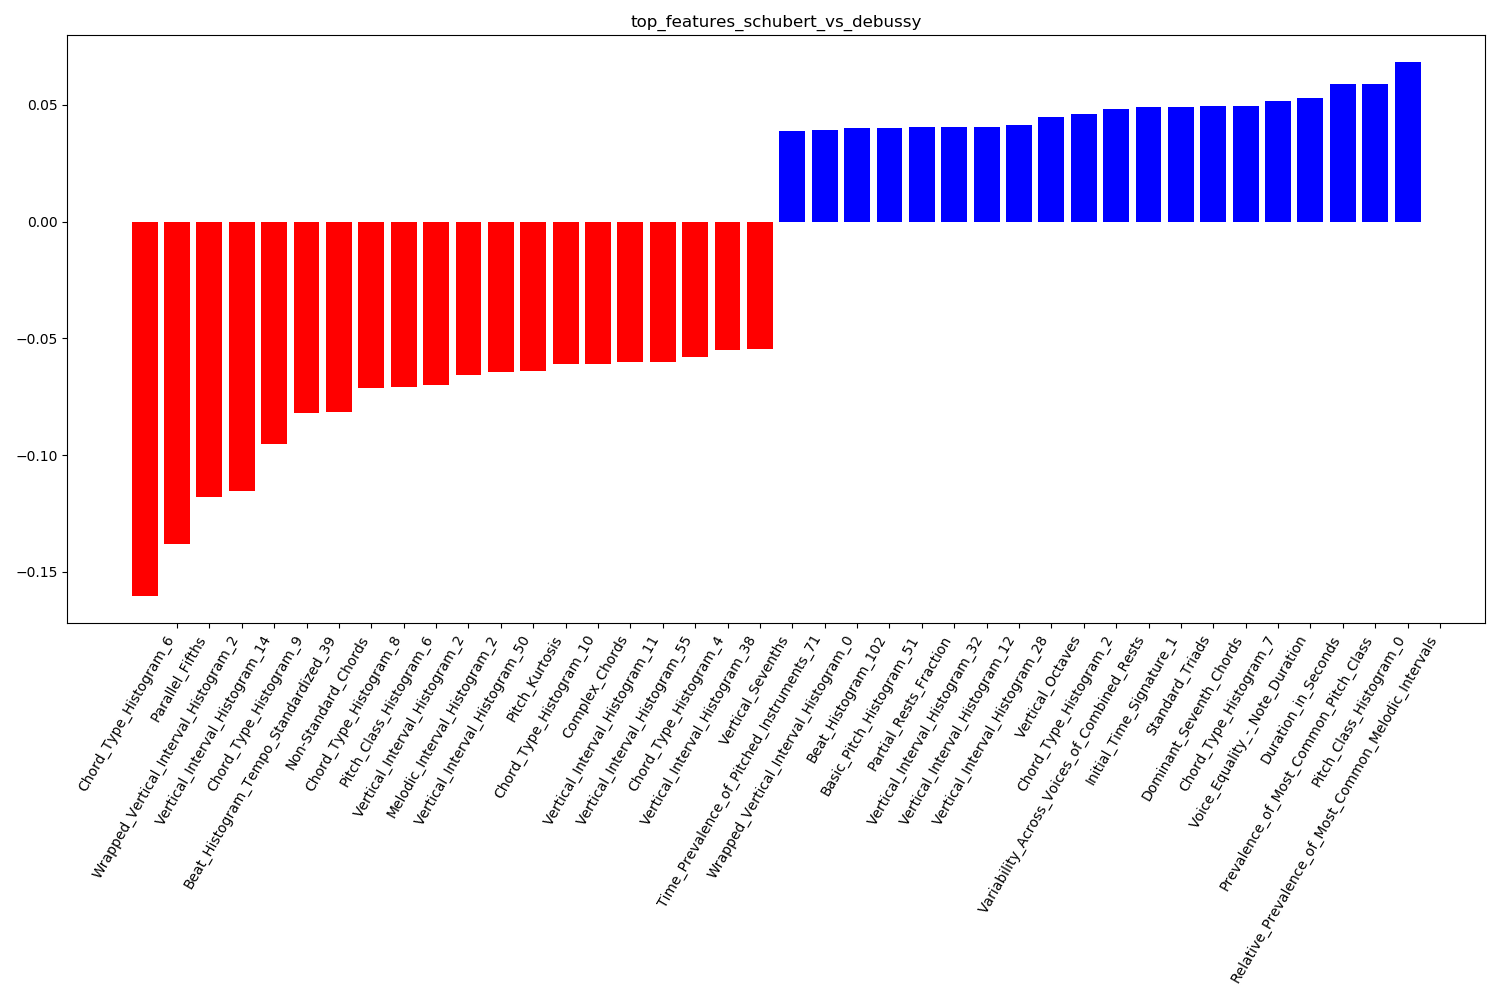 top_features_schubert_vs_debussy
0.05
0.00
−0.05
−0.10
−0.15
Chord_Type_Histogram_6
Parallel_Fifths
Wrapped_Vertical_Interval_Histogram_2
Vertical_Interval_Histogram_14
Chord_Type_Histogram_9
Beat_Histogram_Tempo_Standardized_39
Non-Standard_Chords
Chord_Type_Histogram_8
Pitch_Class_Histogram_6
Vertical_Interval_Histogram_2
Melodic_Interval_Histogram_2
Vertical_Interval_Histogram_50
Pitch_Kurtosis
Chord_Type_Histogram_10
Complex_Chords
Vertical_Interval_Histogram_11
Vertical_Interval_Histogram_55
Chord_Type_Histogram_4
Vertical_Interval_Histogram_38
Vertical_Sevenths
Time_Prevalence_of_Pitched_Instruments_71
Wrapped_Vertical_Interval_Histogram_0
Beat_Histogram_102
Basic_Pitch_Histogram_51
Partial_Rests_Fraction
Vertical_Interval_Histogram_32
Vertical_Interval_Histogram_12
Vertical_Interval_Histogram_28
Vertical_Octaves
Chord_Type_Histogram_2
Variability_Across_Voices_of_Combined_Rests
Initial_Time_Signature_1
Standard_Triads
Dominant_Seventh_Chords
Chord_Type_Histogram_7
Voice_Equality_-_Note_Duration
Duration_in_Seconds
Prevalence_of_Most_Common_Pitch_Class
Pitch_Class_Histogram_0
Relative_Prevalence_of_Most_Common_Melodic_Intervals